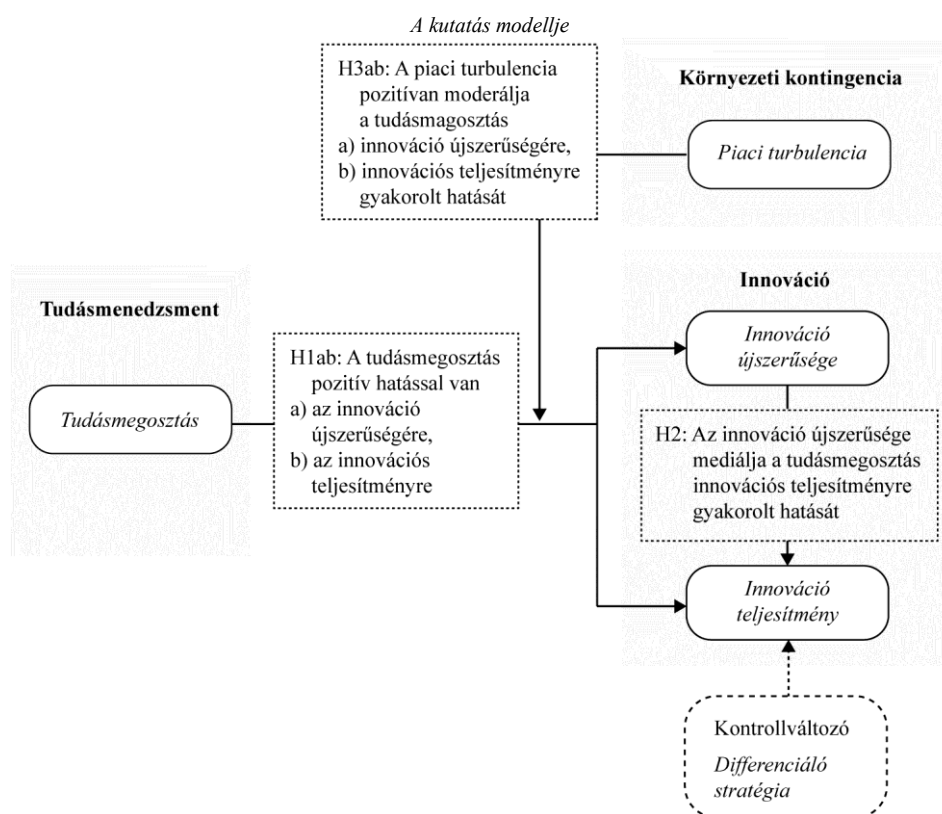 A kutatás modellje
H3ab: A piaci turbulencia
pozitívan moderálja
a tudásmagosztás
a) innováció újszerűségére,
b) innovációs teljesítményre
gyakorolt hatását
Környezeti kontingencia
Piaci turbulencia
Tudásmenedzsment
Tudásmegosztás
H1ab: A tudásmegosztás
pozitív hatással van
a) az innováció
újszerűségére,
b) az innovációs
teljesítményre
Innováció
Innováció
újszerűsége
H2: Az innováció újszerűsége
mediálja a tudásmegosztás
innovációs teljesítményre
gyakorolt hatását
Innováció
teljesítmény
Kontrollváltozó
Differenciáló
stratégia